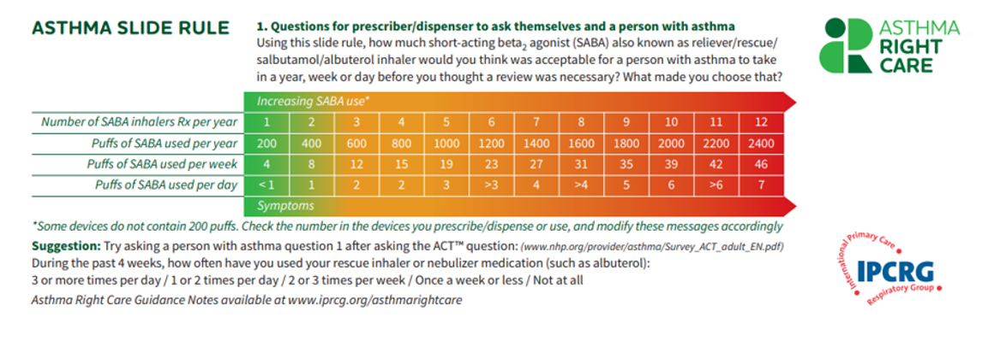 ASTHMA SLIDE RULE
1. Questions for prescriber/dispenser to ask themselves and a person with asthma
Using this slide rule, how much short-acting beta₂ agonist (SABA) also known as reliever/rescue/
salbutamol/albuterol inhaler would you think was acceptable for a person with asthma to take
in a year, week or day before you thought a review was necessary? What made you choose that?
ASTHMA
RIGHT
CARE
Increasing SABA use*
Number of SABA inhalers Rx per year 1 2 3 4 5 6 7 8 9 10 11 12
Puffs of SABA used per year 200 400 600 800 1000 1200 1400 1600 1800 2000 2200 2400
Puffs of SABA used per week 4 8 12 15 19 23 27 31 35 39 42 46
Puffs of SABA used per day <1 1 2 2 3 >3 4 >4 5 6 >6 7
Symptoms
*Some devices do not contain 200 puffs. Check the number in the devices you prescribe/dispense or use, and modify these messages accordingly
Suggestion: Try asking a person with asthma question 1 after asking the ACT™ question: (www.nhp.org/provider/asthma/Survey_ACT_adult_EN.pdf)
During the past 4 weeks, how often have you used your rescue inhaler or nebulizer medication (such as albuterol):
3 or more times per day / 1 or 2 times per day / 2 or 3 times per week / Once a week or less / Not at all
Asthma Right Care Guidance Notes available at www.iprcg.org/asthmarightcare
International Primary Care
IPCRG
Respiratory Group